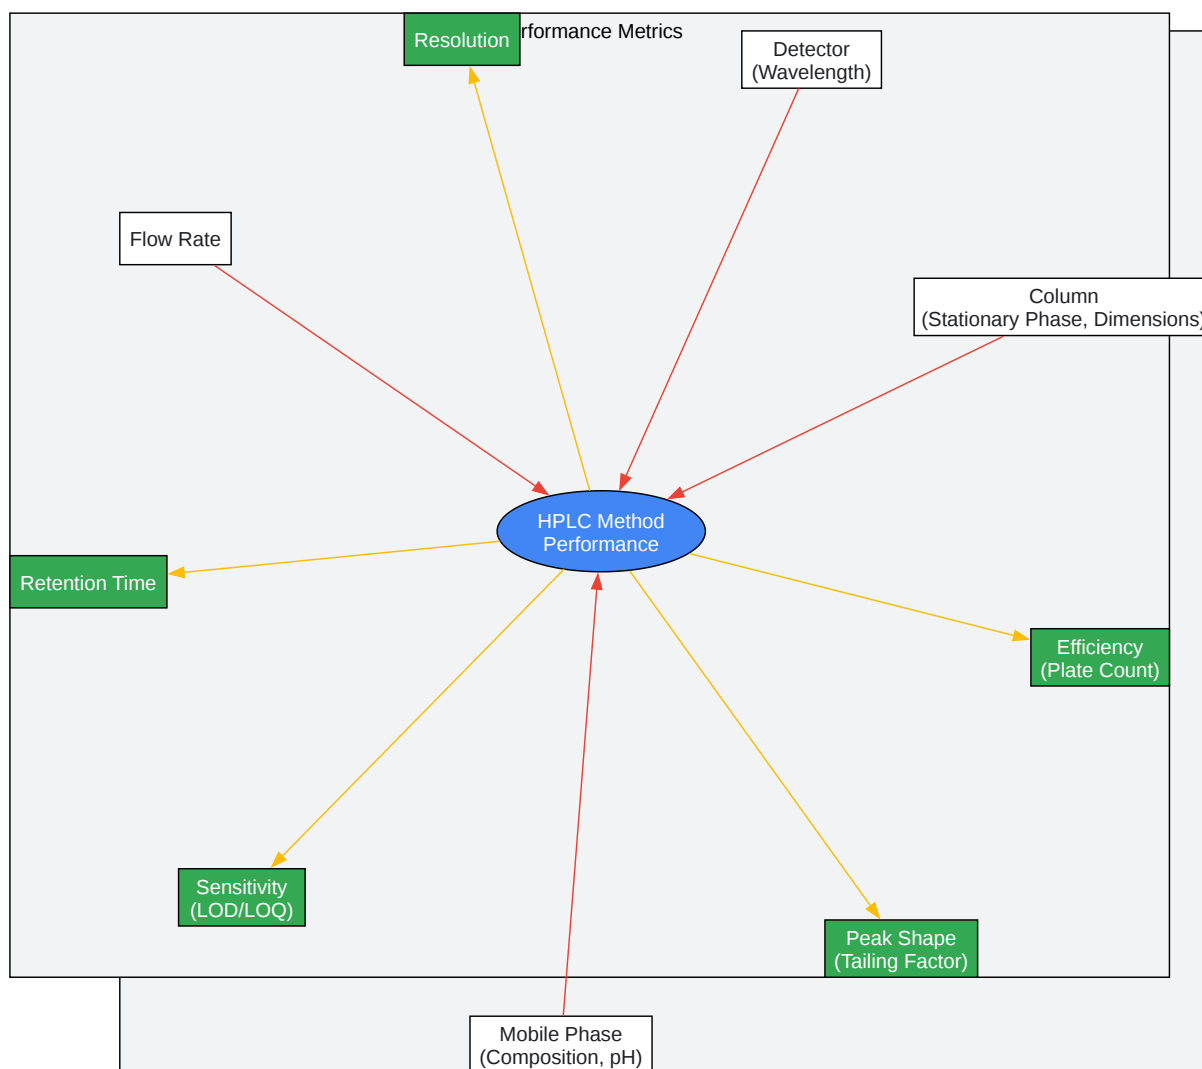 Resolution
rformance Metrics
Detector
(Wavelength)
Flow Rate
Column
(Stationary Phase, Dimensions)
HPLC Method
Performance
Retention Time
Efficiency
(Plate Count)
Sensitivity
(LOD/LOQ)
Peak Shape
(Tailing Factor)
Mobile Phase
(Composition, pH)